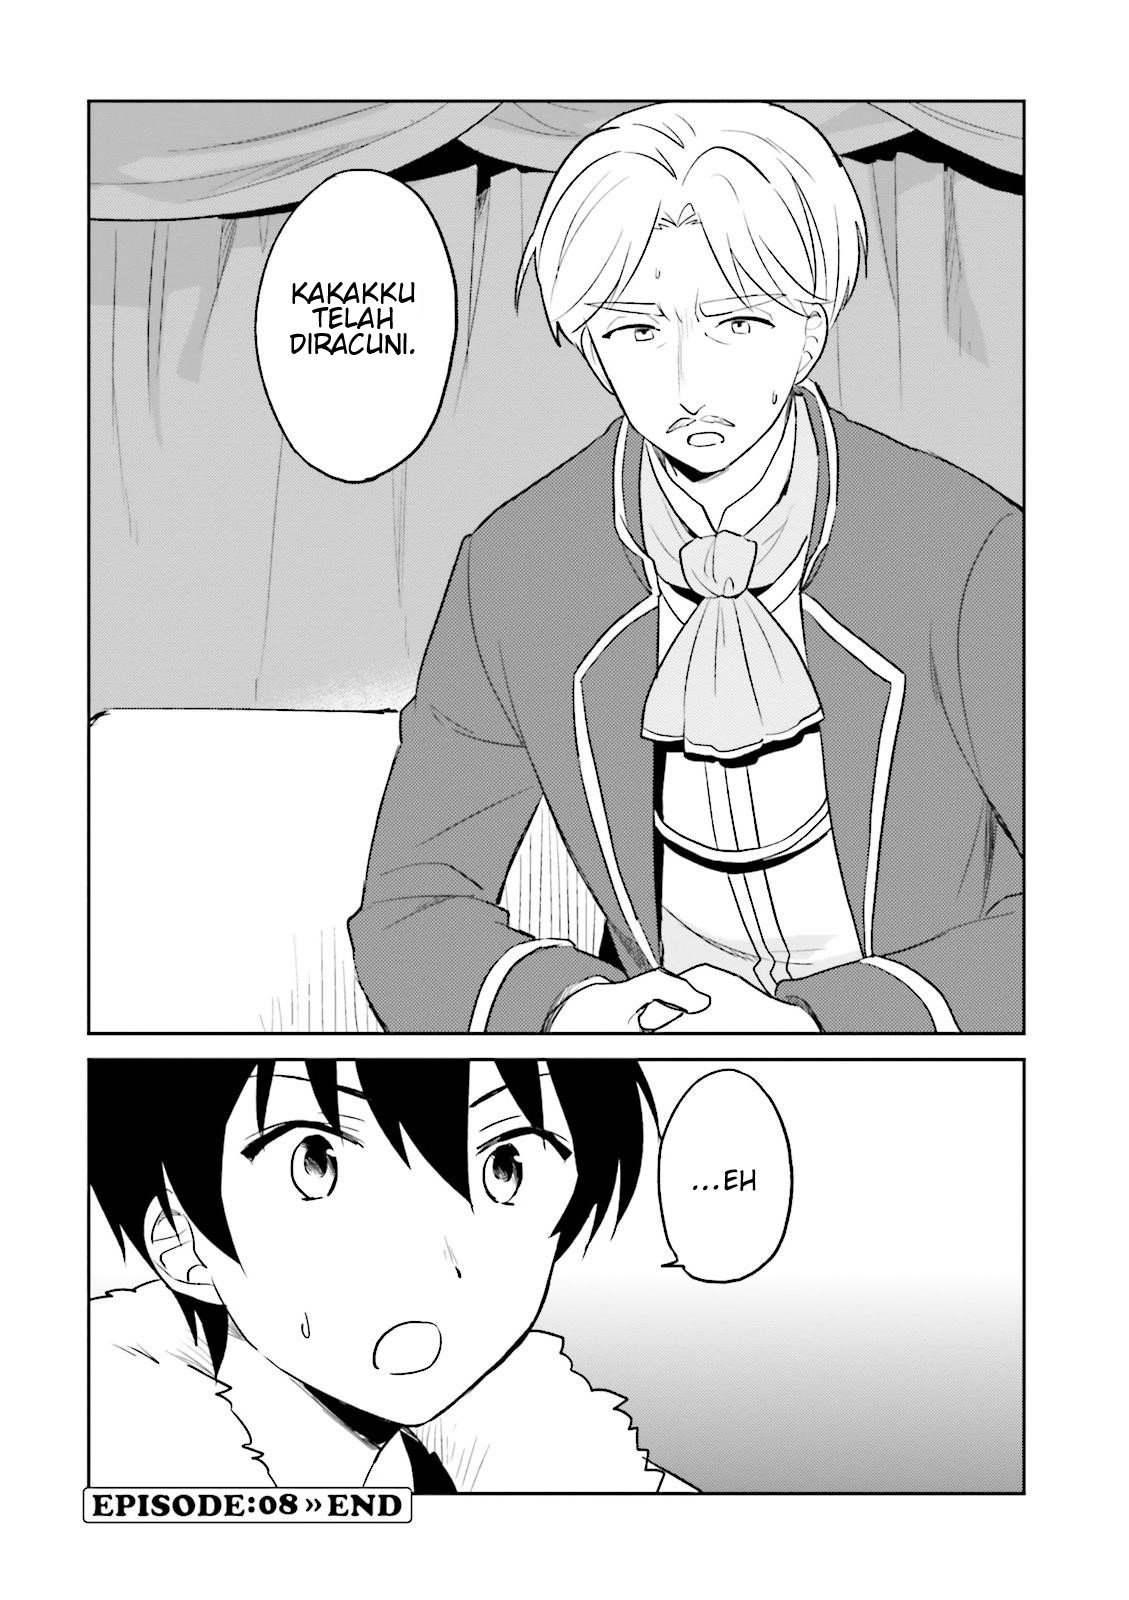 KAKAKKU
TELAH
DIRACUNI.
...EH
EPISODE:08 » END